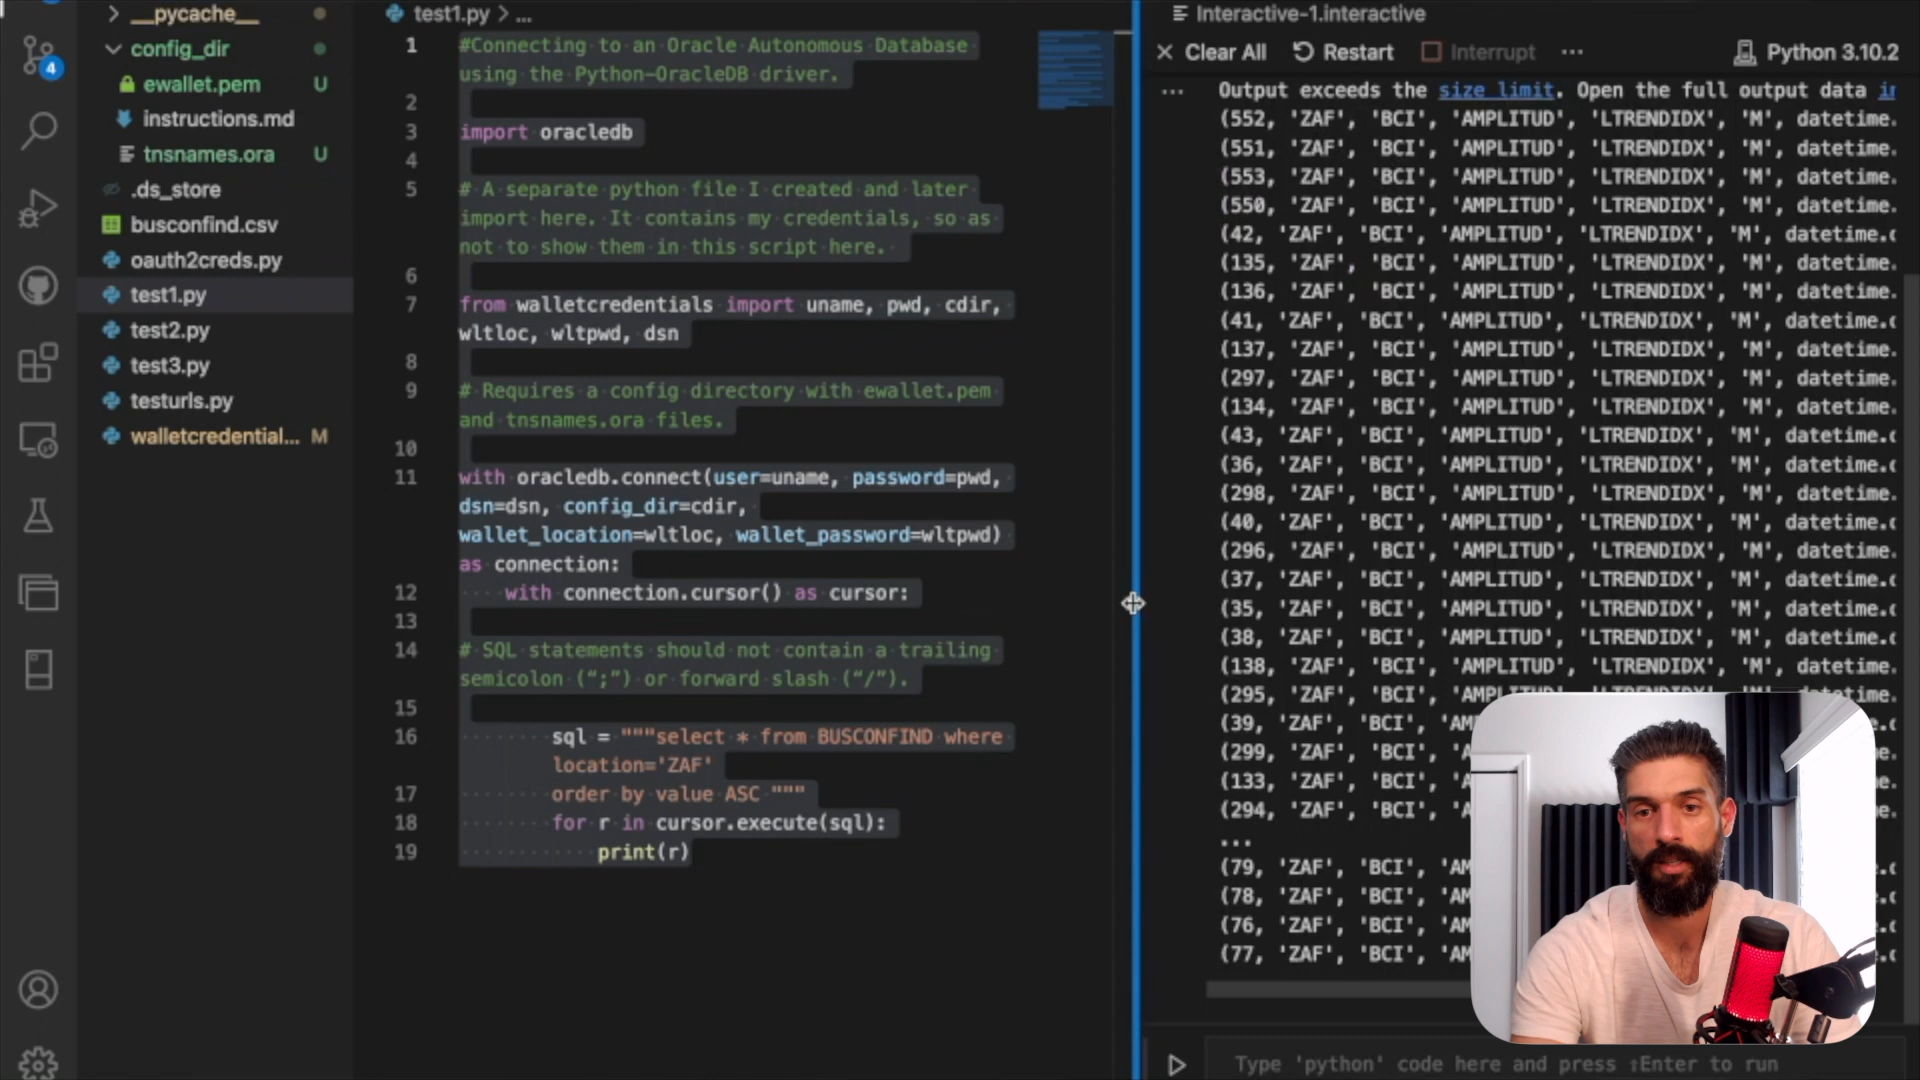 __pycache__
config_dir
ewallet.pem U
instructions.md
tnsnames.ora U
.ds_store
busconfind.csv
oauth2creds.py
test1.py
test2.py
test3.py
testurls.py
walletcredential... M
4
test1.py > ...
1 #Connecting to an Oracle Autonomous Database
using the Python-OracleDB driver.
2
3 import oracledb
4
5 # A separate python file I created and later
import here. It contains my credentials, so as
not to show them in this script here.
6
7 from walletcredentials import uname, pwd, cdir,
wltloc, wltpwd, dsn
8
9 # Requires a config directory with ewallet.pem
and tnsnames.ora files.
10
11 with oracledb.connect(user=uname, password=pwd,
dsn=dsn, config_dir=cdir,
wallet_location=wltloc, wallet_password=wltpwd)
as connection:
12 with connection.cursor() as cursor:
13
14 # SQL statements should not contain a trailing
semicolon (“;”) or forward slash (“/”).
15
16 sql = """select * from BUSCONFIND where
location='ZAF'
17 order by value ASC """
18 for r in cursor.execute(sql):
19 print(r)
Interactive-1.interactive
Clear All Restart Interrupt ... Python 3.10.2
... Output exceeds the size limit. Open the full output data in
(552, 'ZAF', 'BCI', 'AMPLITUD', 'LTRENDIDX', 'M', datetime.
(551, 'ZAF', 'BCI', 'AMPLITUD', 'LTRENDIDX', 'M', datetime.
(553, 'ZAF', 'BCI', 'AMPLITUD', 'LTRENDIDX', 'M', datetime.
(550, 'ZAF', 'BCI', 'AMPLITUD', 'LTRENDIDX', 'M', datetime.
(42, 'ZAF', 'BCI', 'AMPLITUD', 'LTRENDIDX', 'M', datetime.d
(135, 'ZAF', 'BCI', 'AMPLITUD', 'LTRENDIDX', 'M', datetime.
(136, 'ZAF', 'BCI', 'AMPLITUD', 'LTRENDIDX', 'M', datetime.
(41, 'ZAF', 'BCI', 'AMPLITUD', 'LTRENDIDX', 'M', datetime.d
(137, 'ZAF', 'BCI', 'AMPLITUD', 'LTRENDIDX', 'M', datetime.
(297, 'ZAF', 'BCI', 'AMPLITUD', 'LTRENDIDX', 'M', datetime.
(134, 'ZAF', 'BCI', 'AMPLITUD', 'LTRENDIDX', 'M', datetime.
(43, 'ZAF', 'BCI', 'AMPLITUD', 'LTRENDIDX', 'M', datetime.d
(36, 'ZAF', 'BCI', 'AMPLITUD', 'LTRENDIDX', 'M', datetime.d
(298, 'ZAF', 'BCI', 'AMPLITUD', 'LTRENDIDX', 'M', datetime.
(40, 'ZAF', 'BCI', 'AMPLITUD', 'LTRENDIDX', 'M', datetime.d
(296, 'ZAF', 'BCI', 'AMPLITUD', 'LTRENDIDX', 'M', datetime.
(37, 'ZAF', 'BCI', 'AMPLITUD', 'LTRENDIDX', 'M', datetime.d
(35, 'ZAF', 'BCI', 'AMPLITUD', 'LTRENDIDX', 'M', datetime.d
(38, 'ZAF', 'BCI', 'AMPLITUD', 'LTRENDIDX', 'M', datetime.d
(138, 'ZAF', 'BCI', 'AMPLITUD', 'LTRENDIDX', 'M', datetime.
(295, 'ZAF', 'BCI', 'AMPLITUD', 'LTRENDIDX', 'M', datetime.
(39, 'ZAF', 'BCI', 'AM
(299, 'ZAF', 'BCI', 'A
(133, 'ZAF', 'BCI', 'A
(294, 'ZAF', 'BCI', 'A
...
(79, 'ZAF', 'BCI', 'AM
(78, 'ZAF', 'BCI', 'AM
(76, 'ZAF', 'BCI', 'AM
(77, 'ZAF', 'BCI', 'AM
Type 'python' code here and press ⇧Enter to run